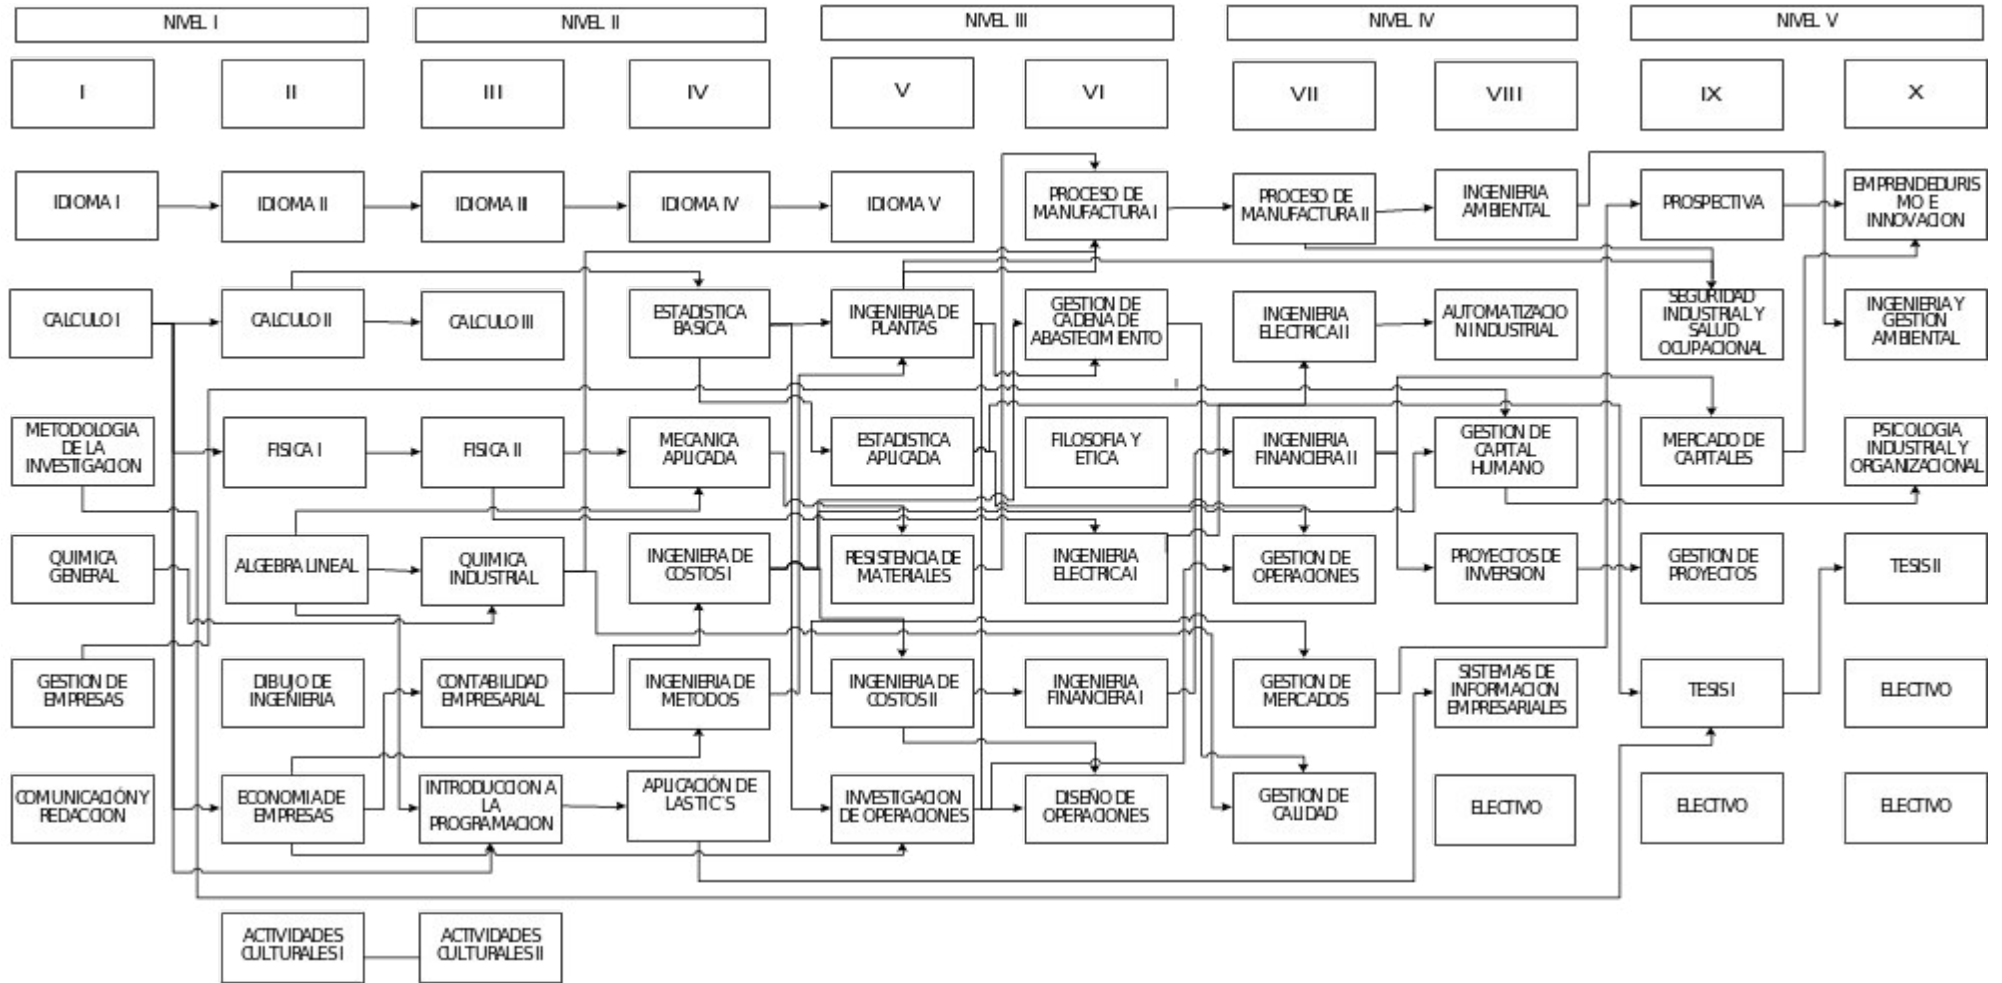 NIVEL I
NIVEL II
NIVEL III
NIVEL IV
NIVEL V
I
II
III
IV
V
VI
VII
VIII
IX
X
IDIOMA I
IDIOMA II
IDIOMA III
IDIOMA IV
IDIOMA V
PROCESO DE
MANUFACTURA I
PROCESO DE
MANUFACTURA II
INGENIERIA
AMBIENTAL
PROSPECTIVA
EMPRENDEDURIS
MO E
INNOVACION
CALCULO I
CALCULO II
CALCULO III
ESTADISTICA
BASICA
INGENIERIA DE
PLANTAS
GESTION DE
CADENA DE
ABASTECIMIENTO
INGENIERIA
ELECTRICA II
AUTOMATIZACIO
N INDUSTRIAL
SEGURIDAD
INDUSTRIAL Y
SALUD
OCUPACIONAL
INGENIERIA Y
GESTION
AMBIENTAL
METODOLOGIA
DE LA
INVESTIGACION
FISICA I
FISICA II
MECANICA
APLICADA
ESTADISTICA
APLICADA
FILOSOFIA Y
ETICA
INGENIERIA
FINANCIERA II
GESTION DE
CAPITAL
HUMANO
MERCADO DE
CAPITALES
PSICOLOGIA
INDUSTRIAL Y
ORGANIZACIONAL
QUIMICA
GENERAL
ALGEBRA LINEAL
QUIMICA
INDUSTRIAL
INGENIERA DE
COSTOS I
RESISTENCIA DE
MATERIALES
INGENIERIA
ELECTRICA I
GESTION DE
OPERACIONES
PROYECTOS DE
INVERSION
GESTION DE
PROYECTOS
TESIS II
GESTION DE
EMPRESAS
DIBUJO DE
INGENIERIA
CONTABILIDAD
EMPRESARIAL
INGENIERIA DE
METODOS
INGENIERIA DE
COSTOS II
INGENIERIA
FINANCIERA I
GESTION DE
MERCADOS
SISTEMAS DE
INFORMACION
EMPRESARIALES
TESIS I
ELECTIVO
COMUNICACIÓN Y
REDACCION
ECONOMIA DE
EMPRESAS
INTRODUCCION A
LA
PROGRAMACION
APLICACIÓN DE
LAS TIC´S
INVESTIGACION
DE OPERACIONES
DISEÑO DE
OPERACIONES
GESTION DE
CALIDAD
ELECTIVO
ELECTIVO
ELECTIVO
ACTIVIDADES
CULTURALES I
ACTIVIDADES
CULTURALES II